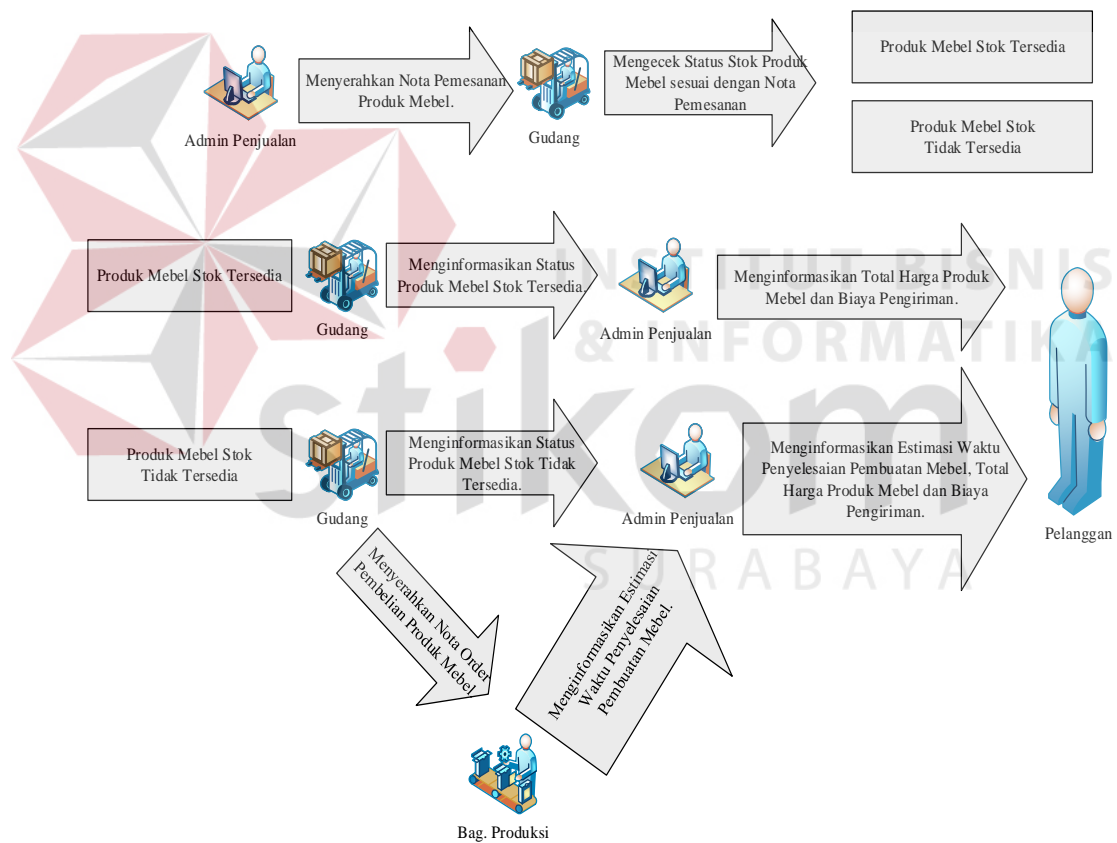 Menyerahkan Nota Pemesanan
Produk Mebel.
Admin Penjualan
Mengecek Status Stok Produk
Mebel sesuai dengan Nota
Pemesanan
Gudang
Produk Mebel Stok Tersedia
Produk Mebel Stok
Tidak Tersedia
Produk Mebel Stok Tersedia
Gudang
Menginformasikan Status
Produk Mebel Stok Tersedia.
Admin Penjualan
Menginformasikan Total Harga Produk
Mebel dan Biaya Pengiriman.
INSTITUT BISNIS
& INFORMATIKA
stikom
SURABAYA
Produk Mebel Stok
Tidak Tersedia
Gudang
Menginformasikan Status
Produk Mebel Stok Tidak
Tersedia.
Admin Penjualan
Menginformasikan Estimasi Waktu
Penyelesaian Pembuatan Mebel, Total
Harga Produk Mebel dan Biaya
Pengiriman.
Pelanggan
Menyerahkan Nota Order
Pembelian Produk Mebel
Menginformasikan Estimasi
Waktu Penyelesaian
Pembuatan Mebel.
Bag. Produksi